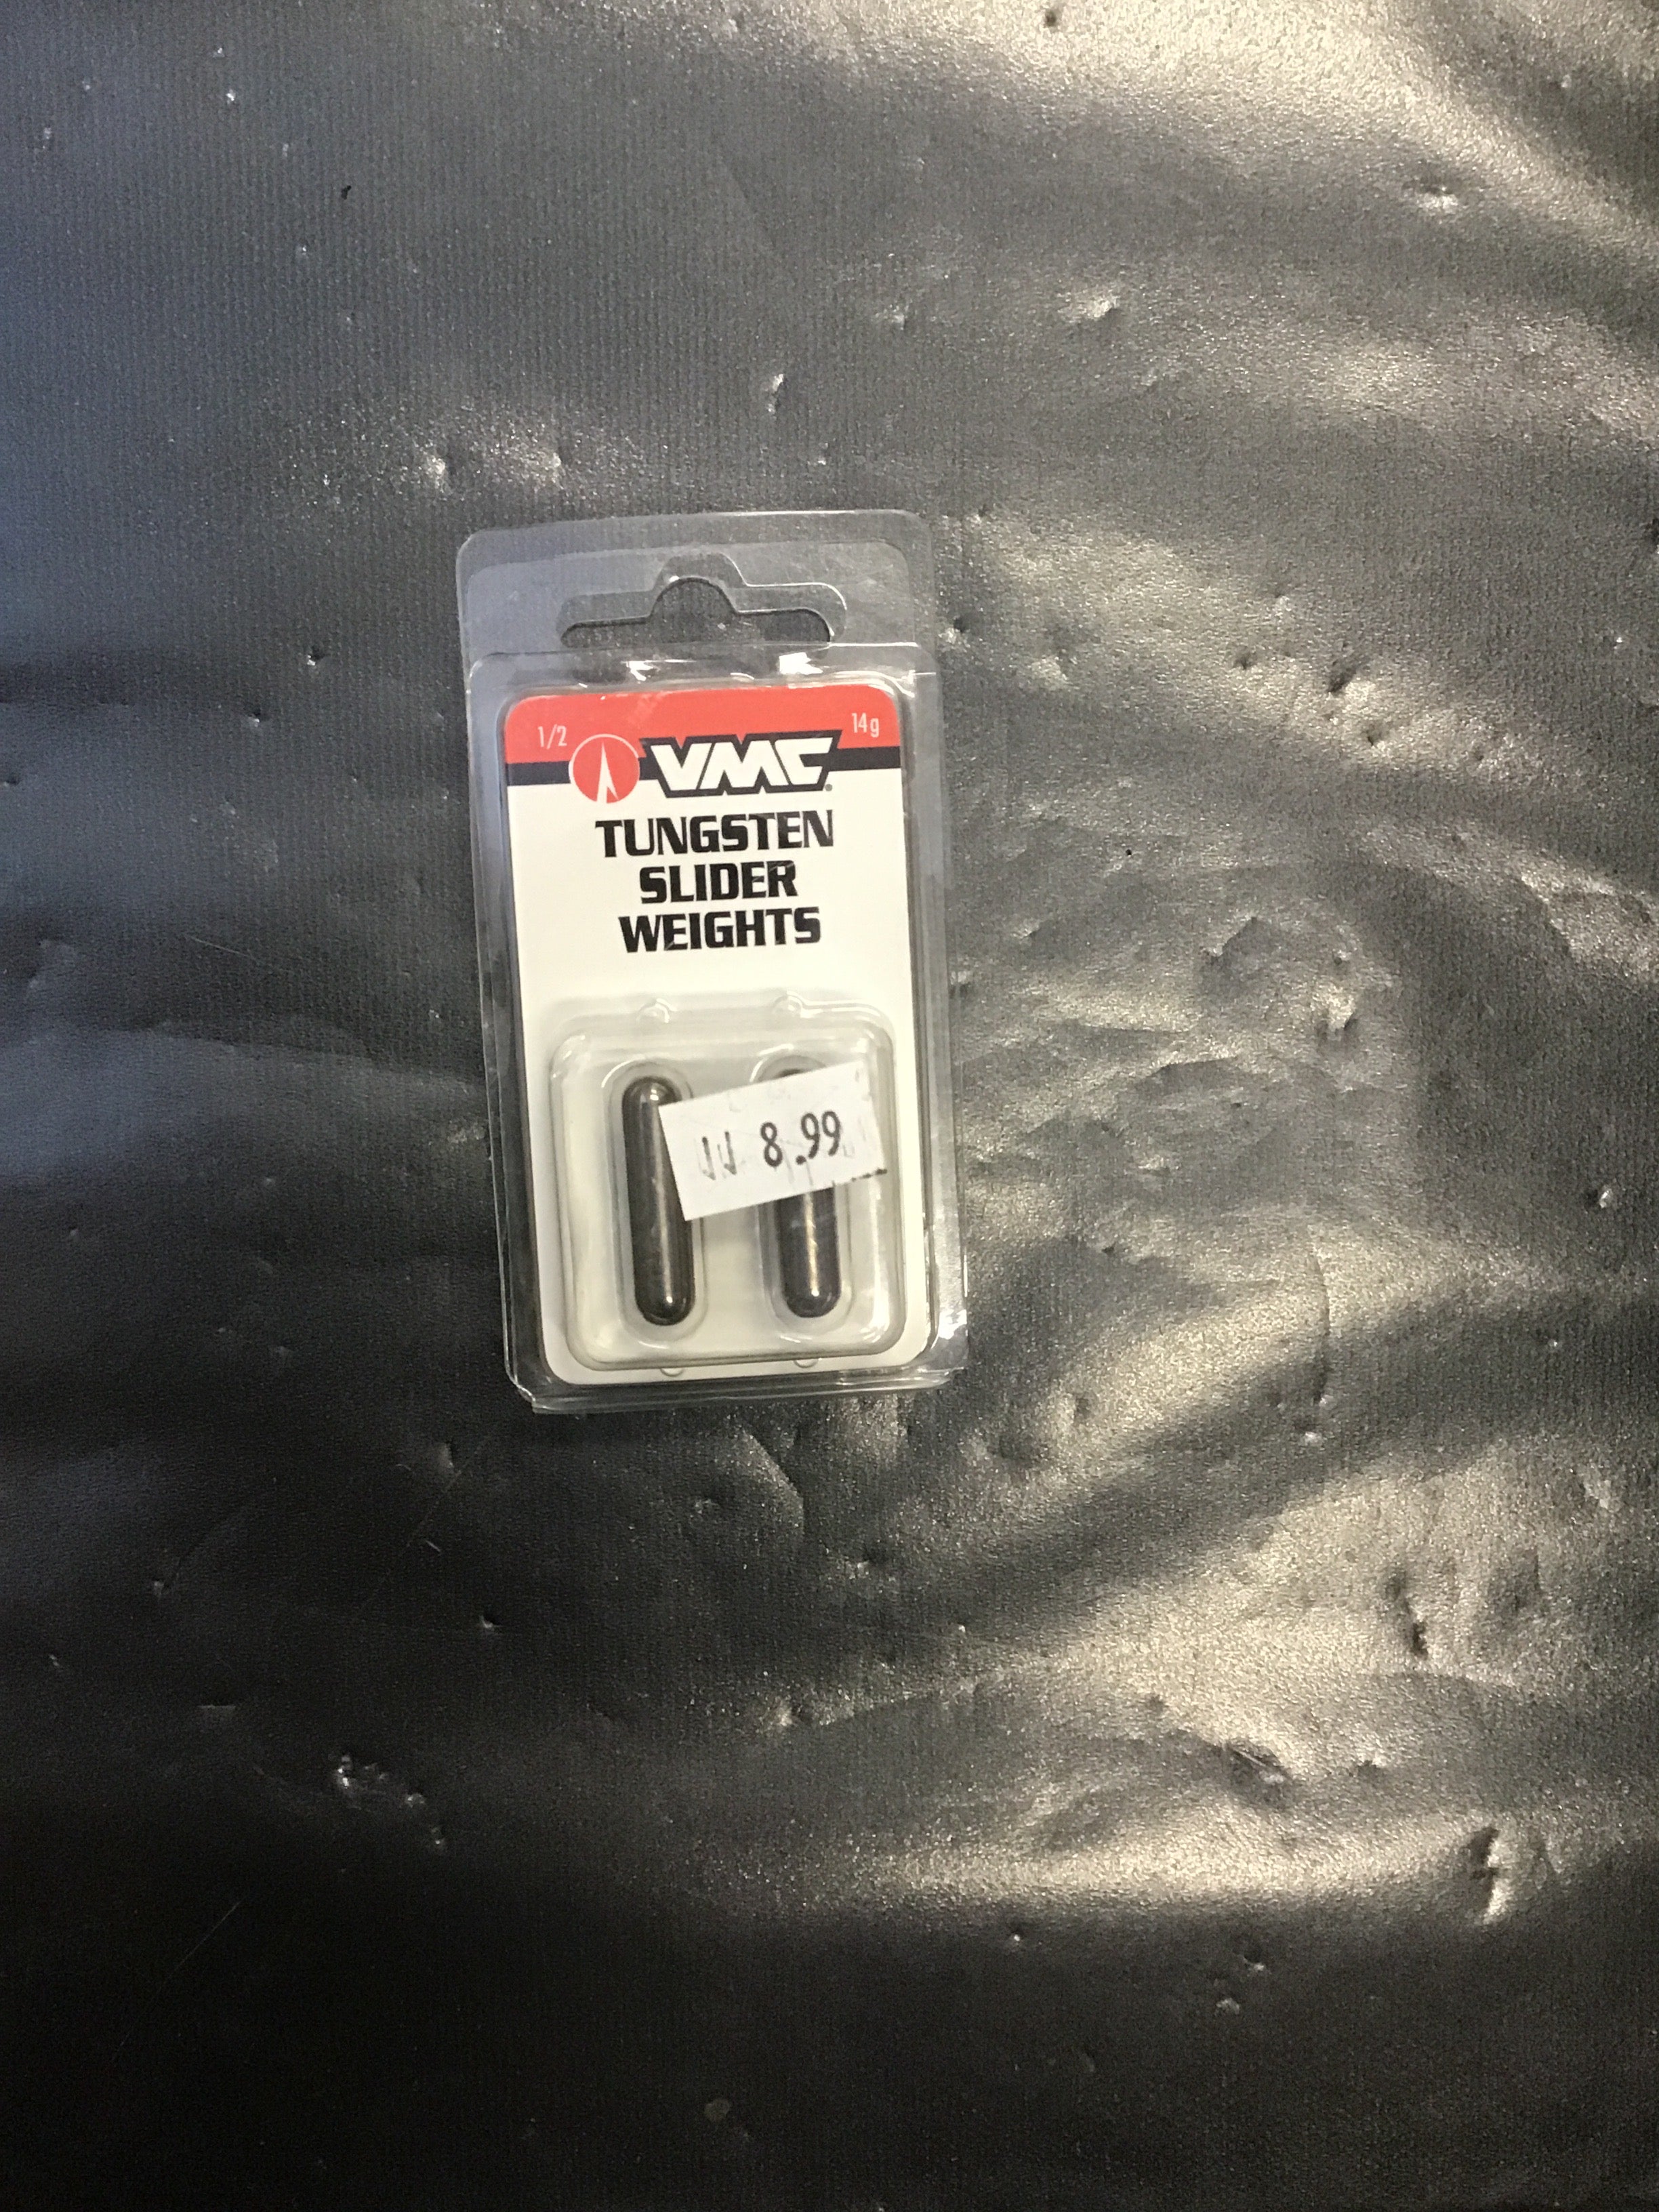 1/2
14g
VMC
TUNGSTEN
SLIDER
WEIGHTS
8.99